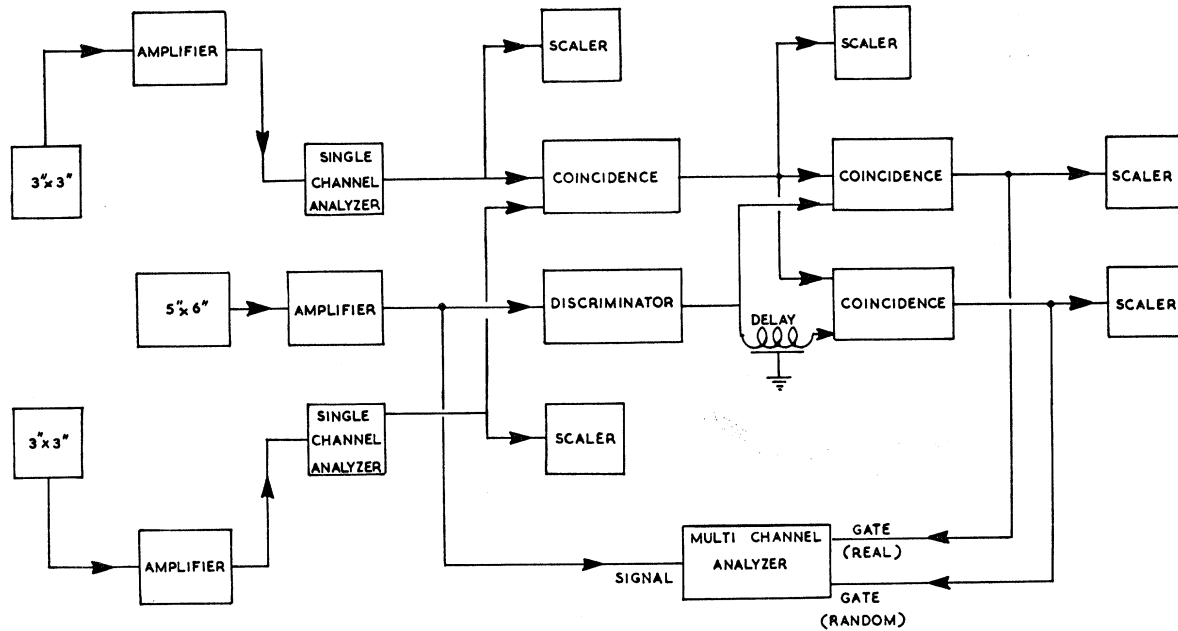 AMPLIFIER
SCALER
SCALER
3"x3"
SINGLE
CHANNEL
ANALYZER
COINCIDENCE
COINCIDENCE
SCALER
5"x6"
AMPLIFIER
DISCRIMINATOR
COINCIDENCE
SCALER
DELAY
3"x3"
SINGLE
CHANNEL
ANALYZER
SCALER
AMPLIFIER
SIGNAL
MULTI CHANNEL
ANALYZER
GATE
(REAL)
GATE
(RANDOM)